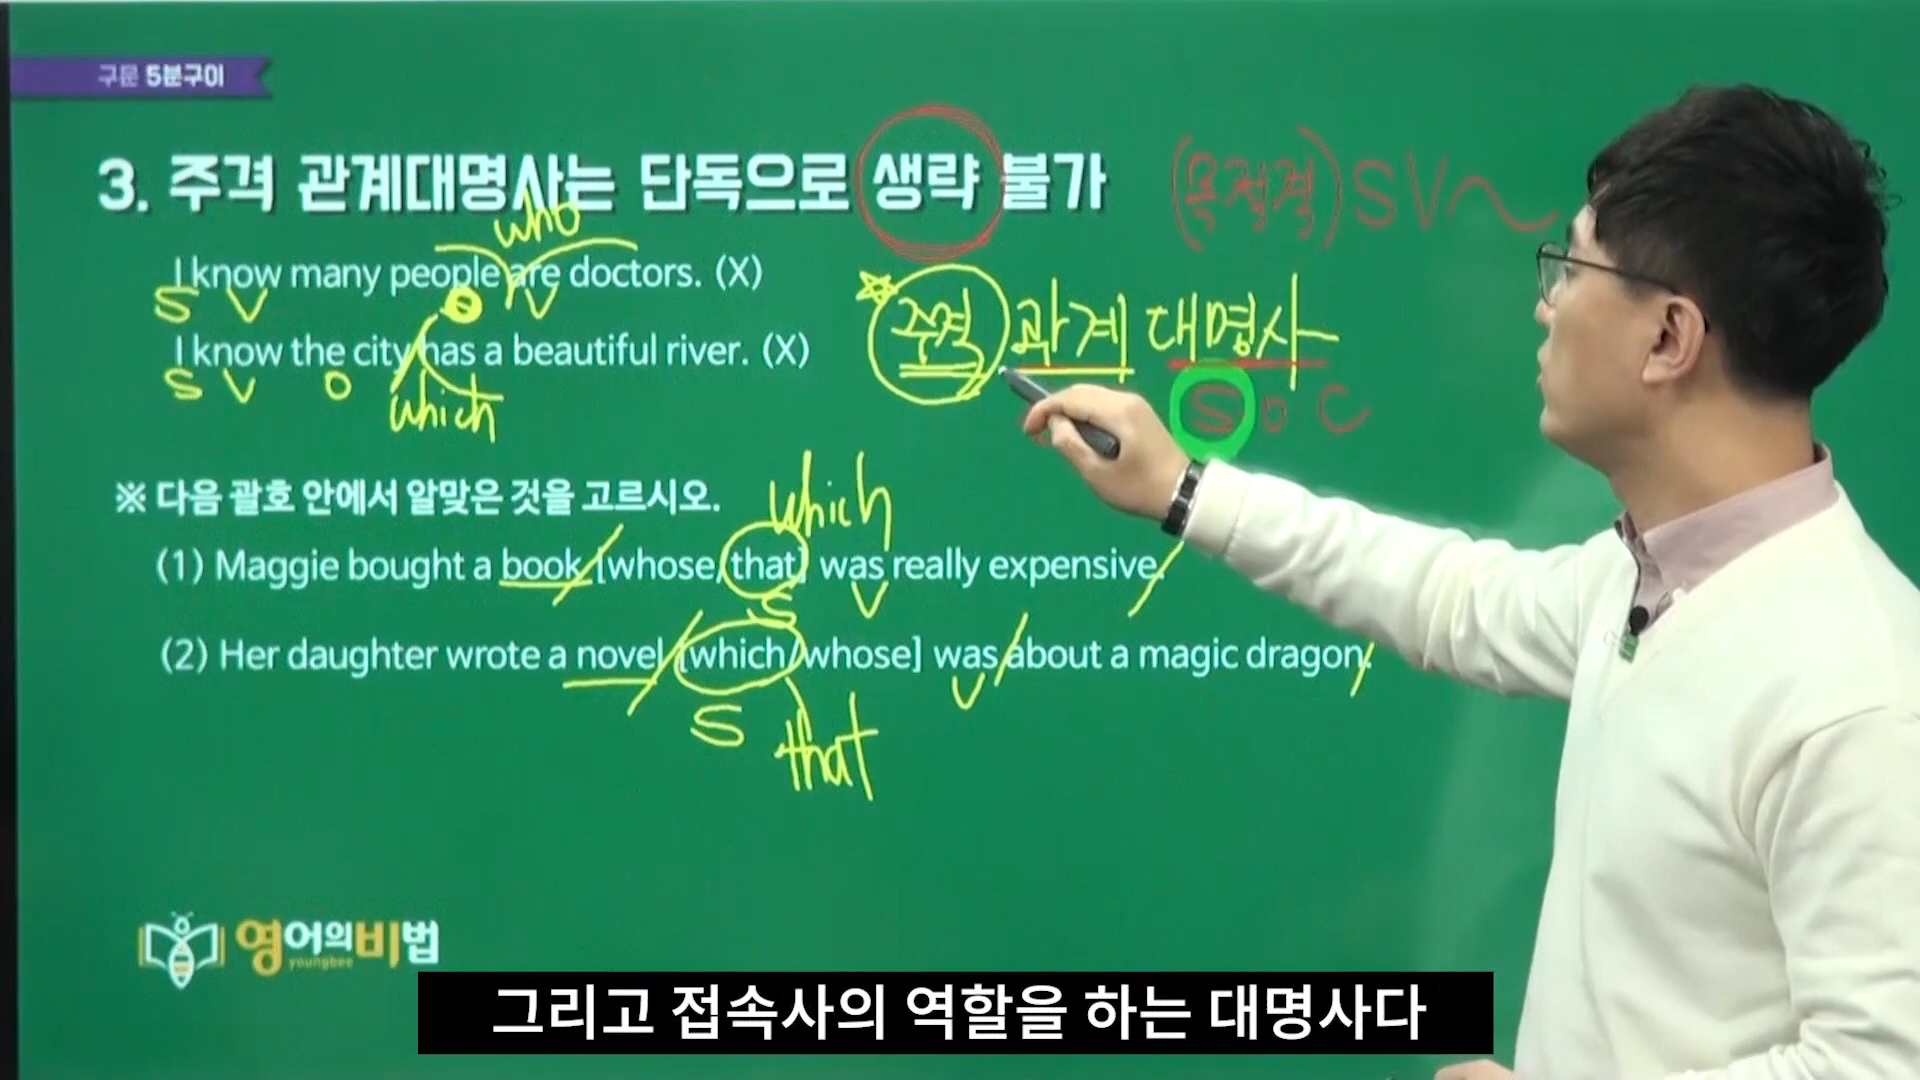 구문 5분구이
3. 주격 관계대명사는 단독으로 생략 불가
(목적격) S V
who
I know many people are doctors. (X)
S V V
주격 관계 대명사
I know the city has a beautiful river. (X)
S V O which
S O C
※ 다음 괄호 안에서 알맞은 것을 고르시오.
which
(1) Maggie bought a book [whose/that] was really expensive.
S V
(2) Her daughter wrote a novel [which/whose] was about a magic dragon.
S V
that
영어의비법
youngbee
그리고 접속사의 역할을 하는 대명사다